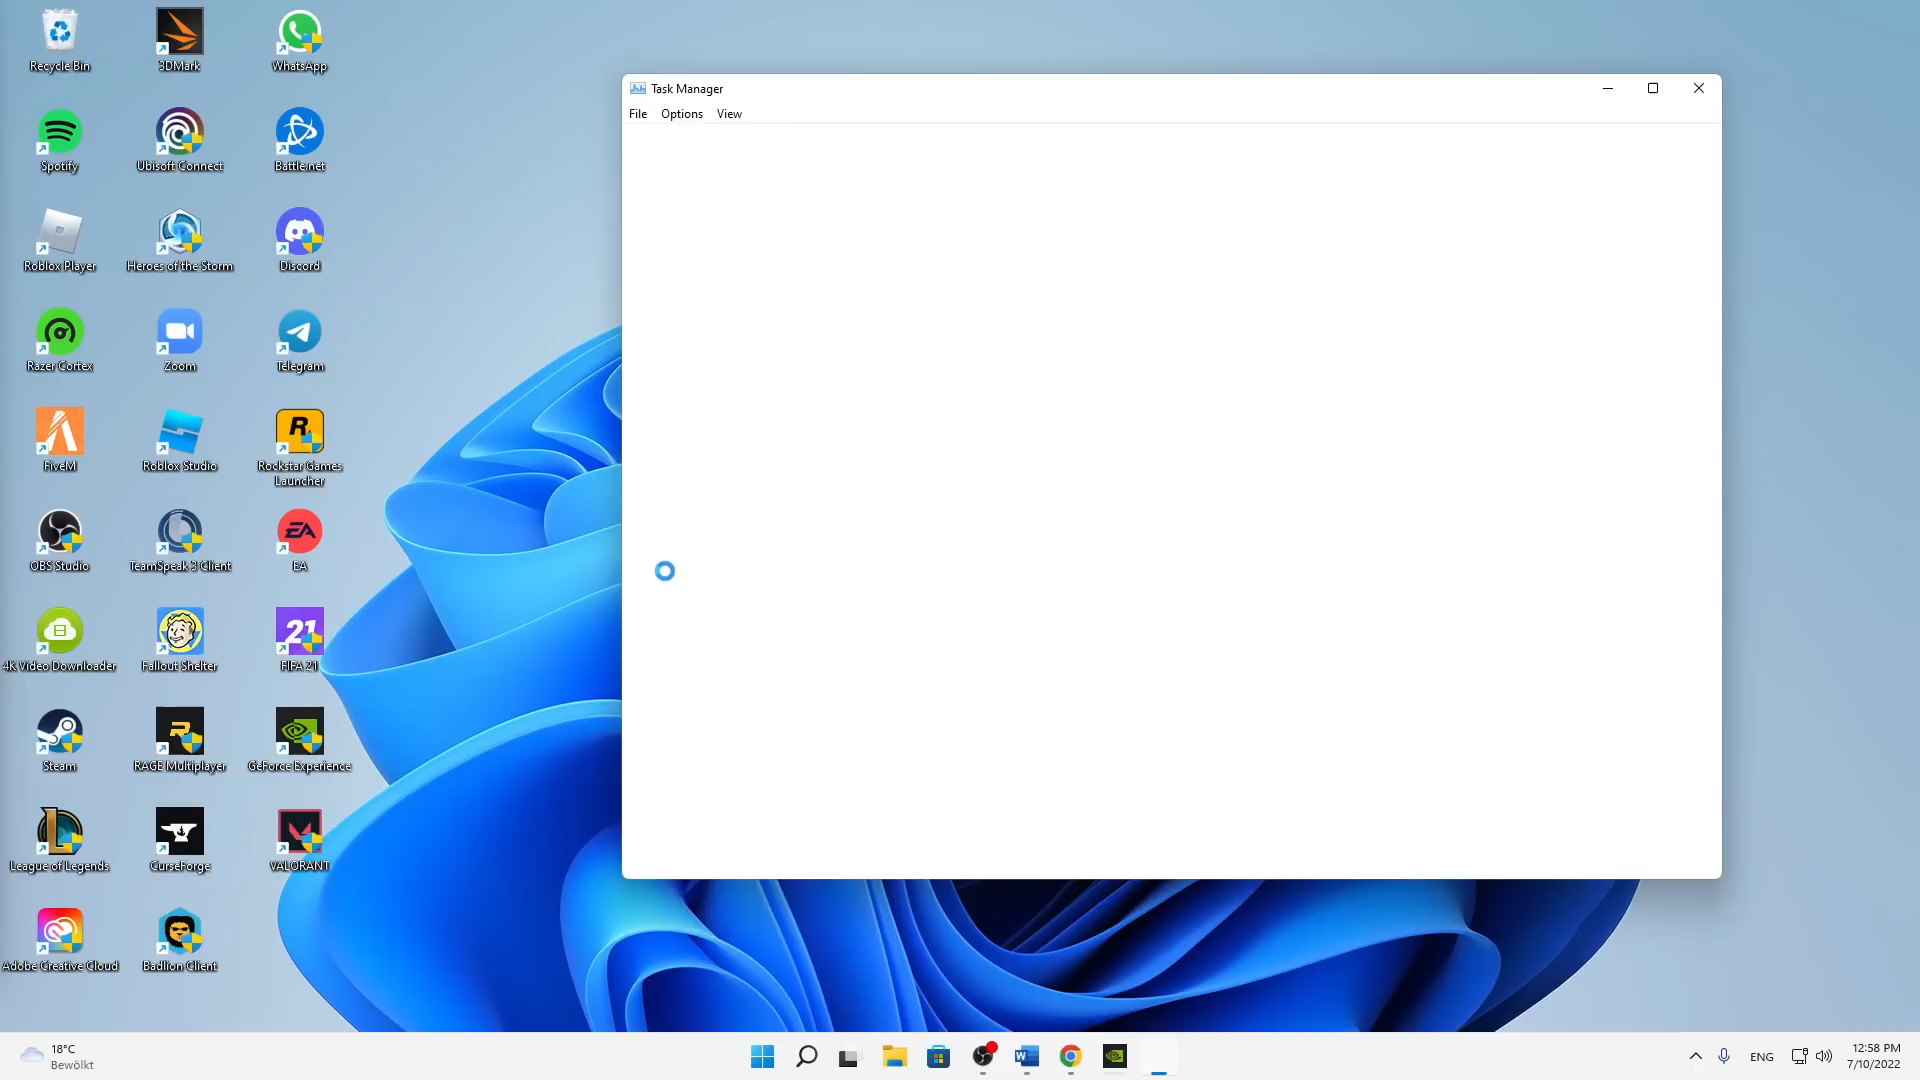 Recycle Bin
3DMark
WhatsApp
Spotify
Ubisoft Connect
Battle.net
Roblox Player
Heroes of the Storm
Discord
Razer Cortex
Zoom
Telegram
FiveM
Roblox Studio
R
Rockstar Games
Launcher
OBS Studio
TeamSpeak 3 Client
EA
EA
4K Video Downloader
Fallout Shelter
21
FIFA 21
Steam
RAGE Multiplayer
GeForce Experience
League of Legends
CurseForge
VALORANT
Adobe Creative Cloud
Badlion Client
Task Manager
File Options View
18°C
Bewölkt
W
ENG
12:58 PM
7/10/2022